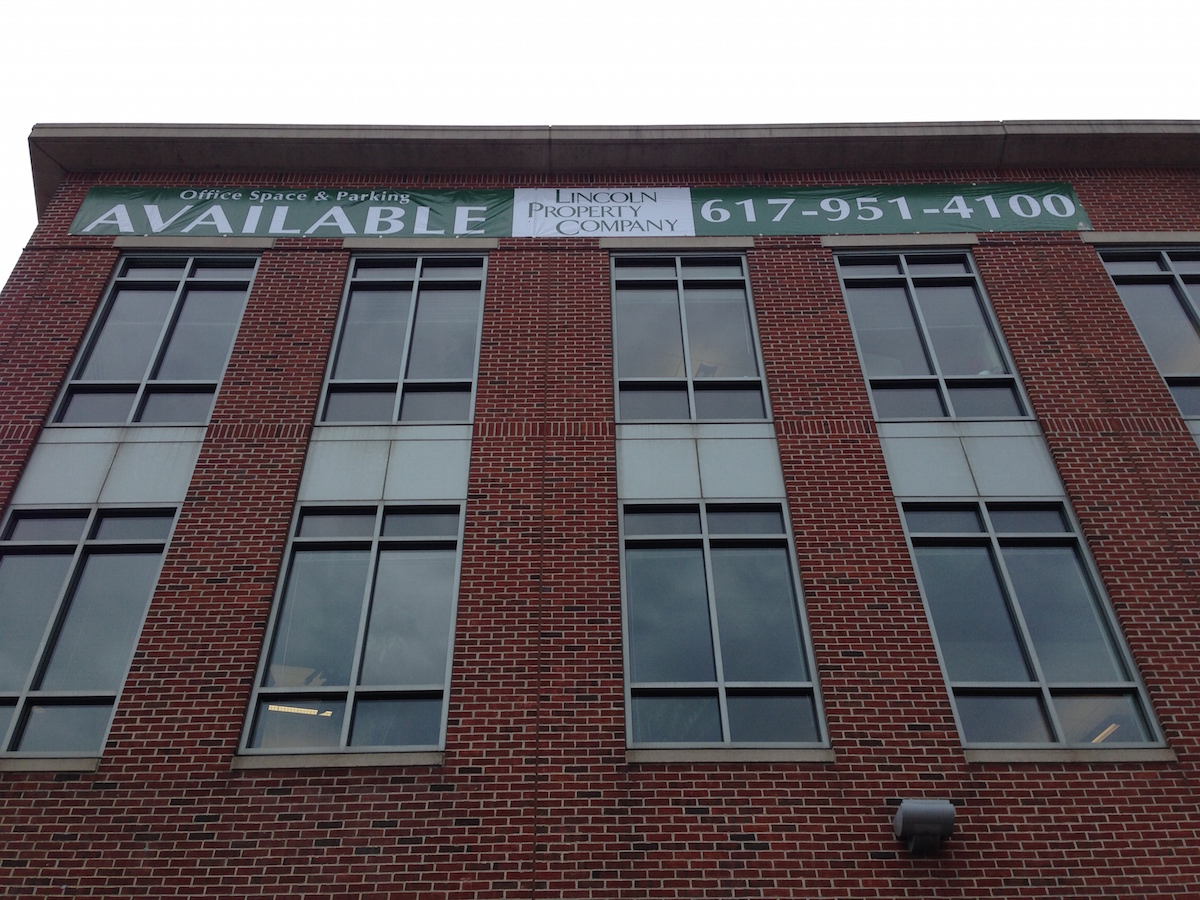 Office Space & Parking
AVAILABLE
LINCOLN
PROPERTY
COMPANY
617-951-4100